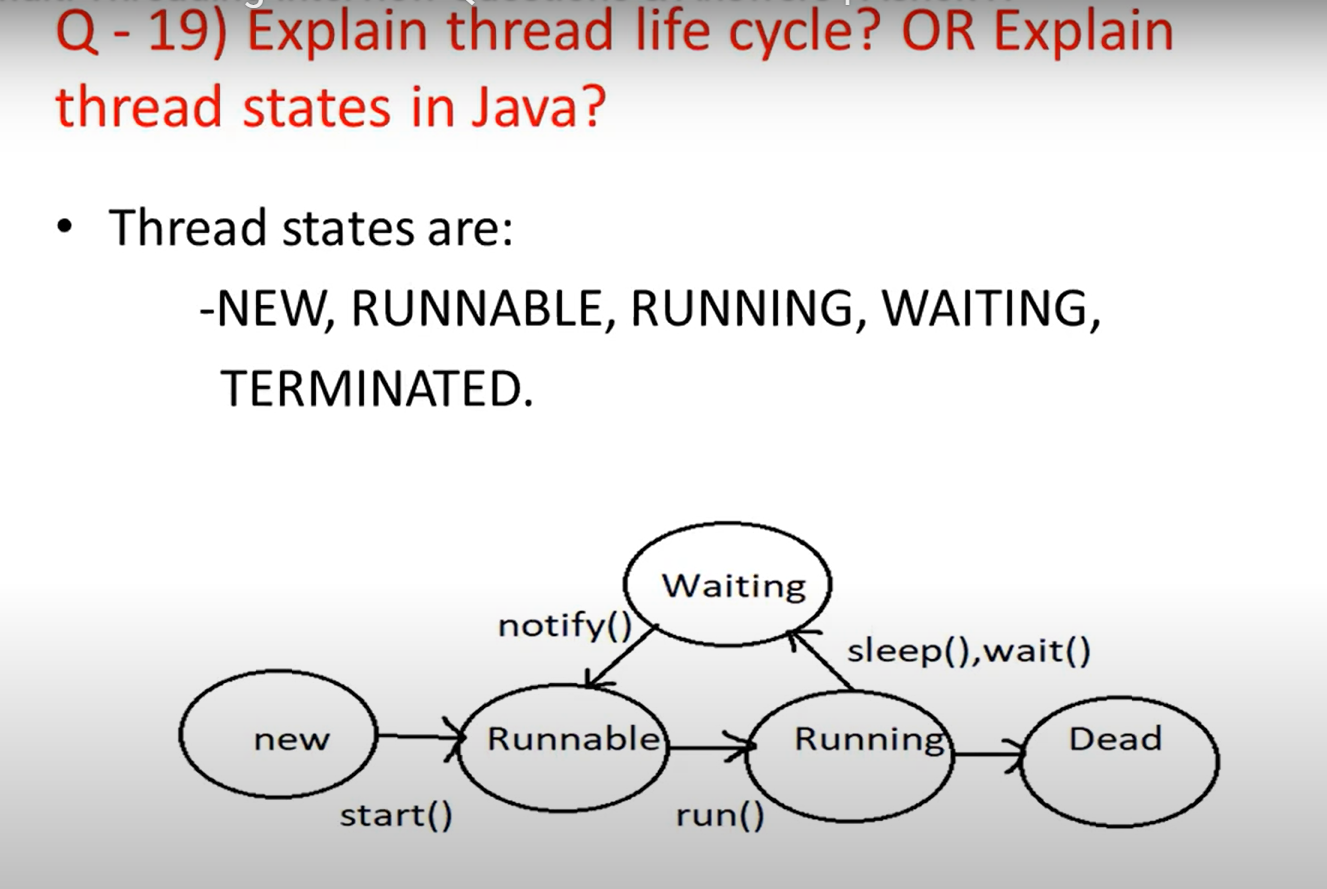 Q - 19) Explain thread life cycle? OR Explain
thread states in Java?
• Thread states are:
-NEW, RUNNABLE, RUNNING, WAITING,
TERMINATED.
Waiting
notify()
sleep(),wait()
new
Runnable
Running
Dead
start()
run()